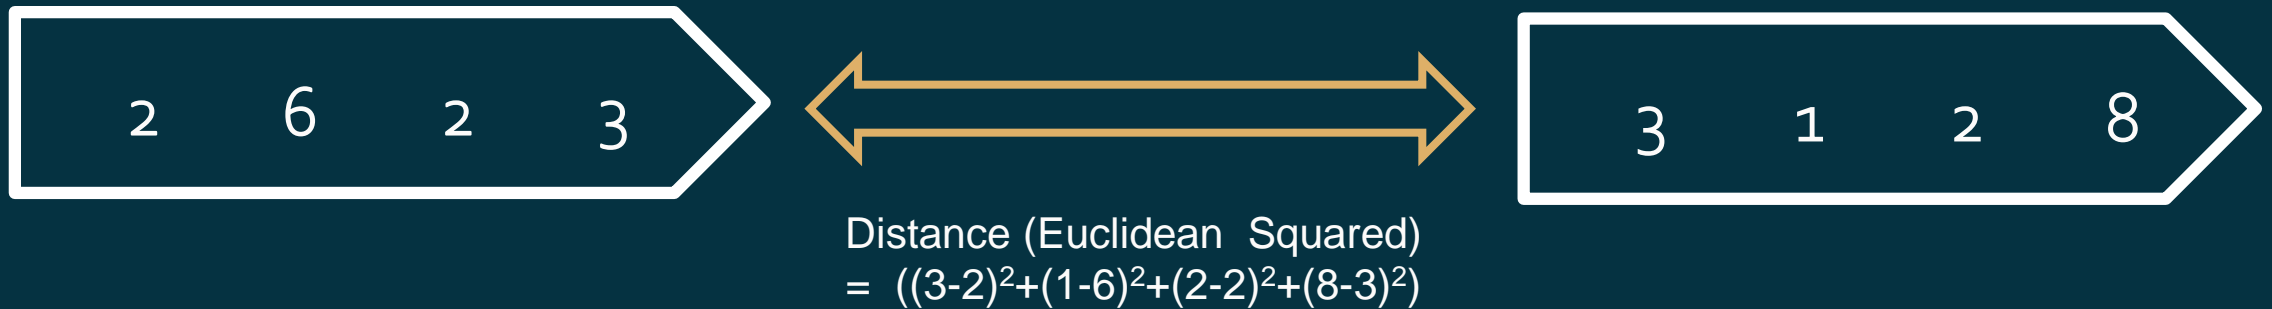 2 6 2 3
3 1 2 8
Distance (Euclidean Squared)
= ((3-2)²+(1-6)²+(2-2)²+(8-3)²)